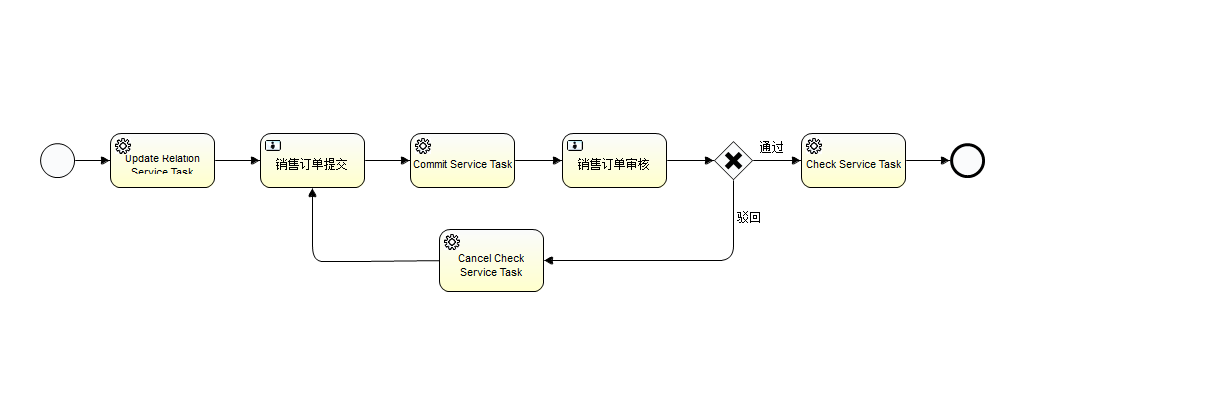 Update Relation
Service Task
销售订单提交
Commit Service Task
销售订单审核
通过
Check Service Task
驳回
Cancel Check
Service Task